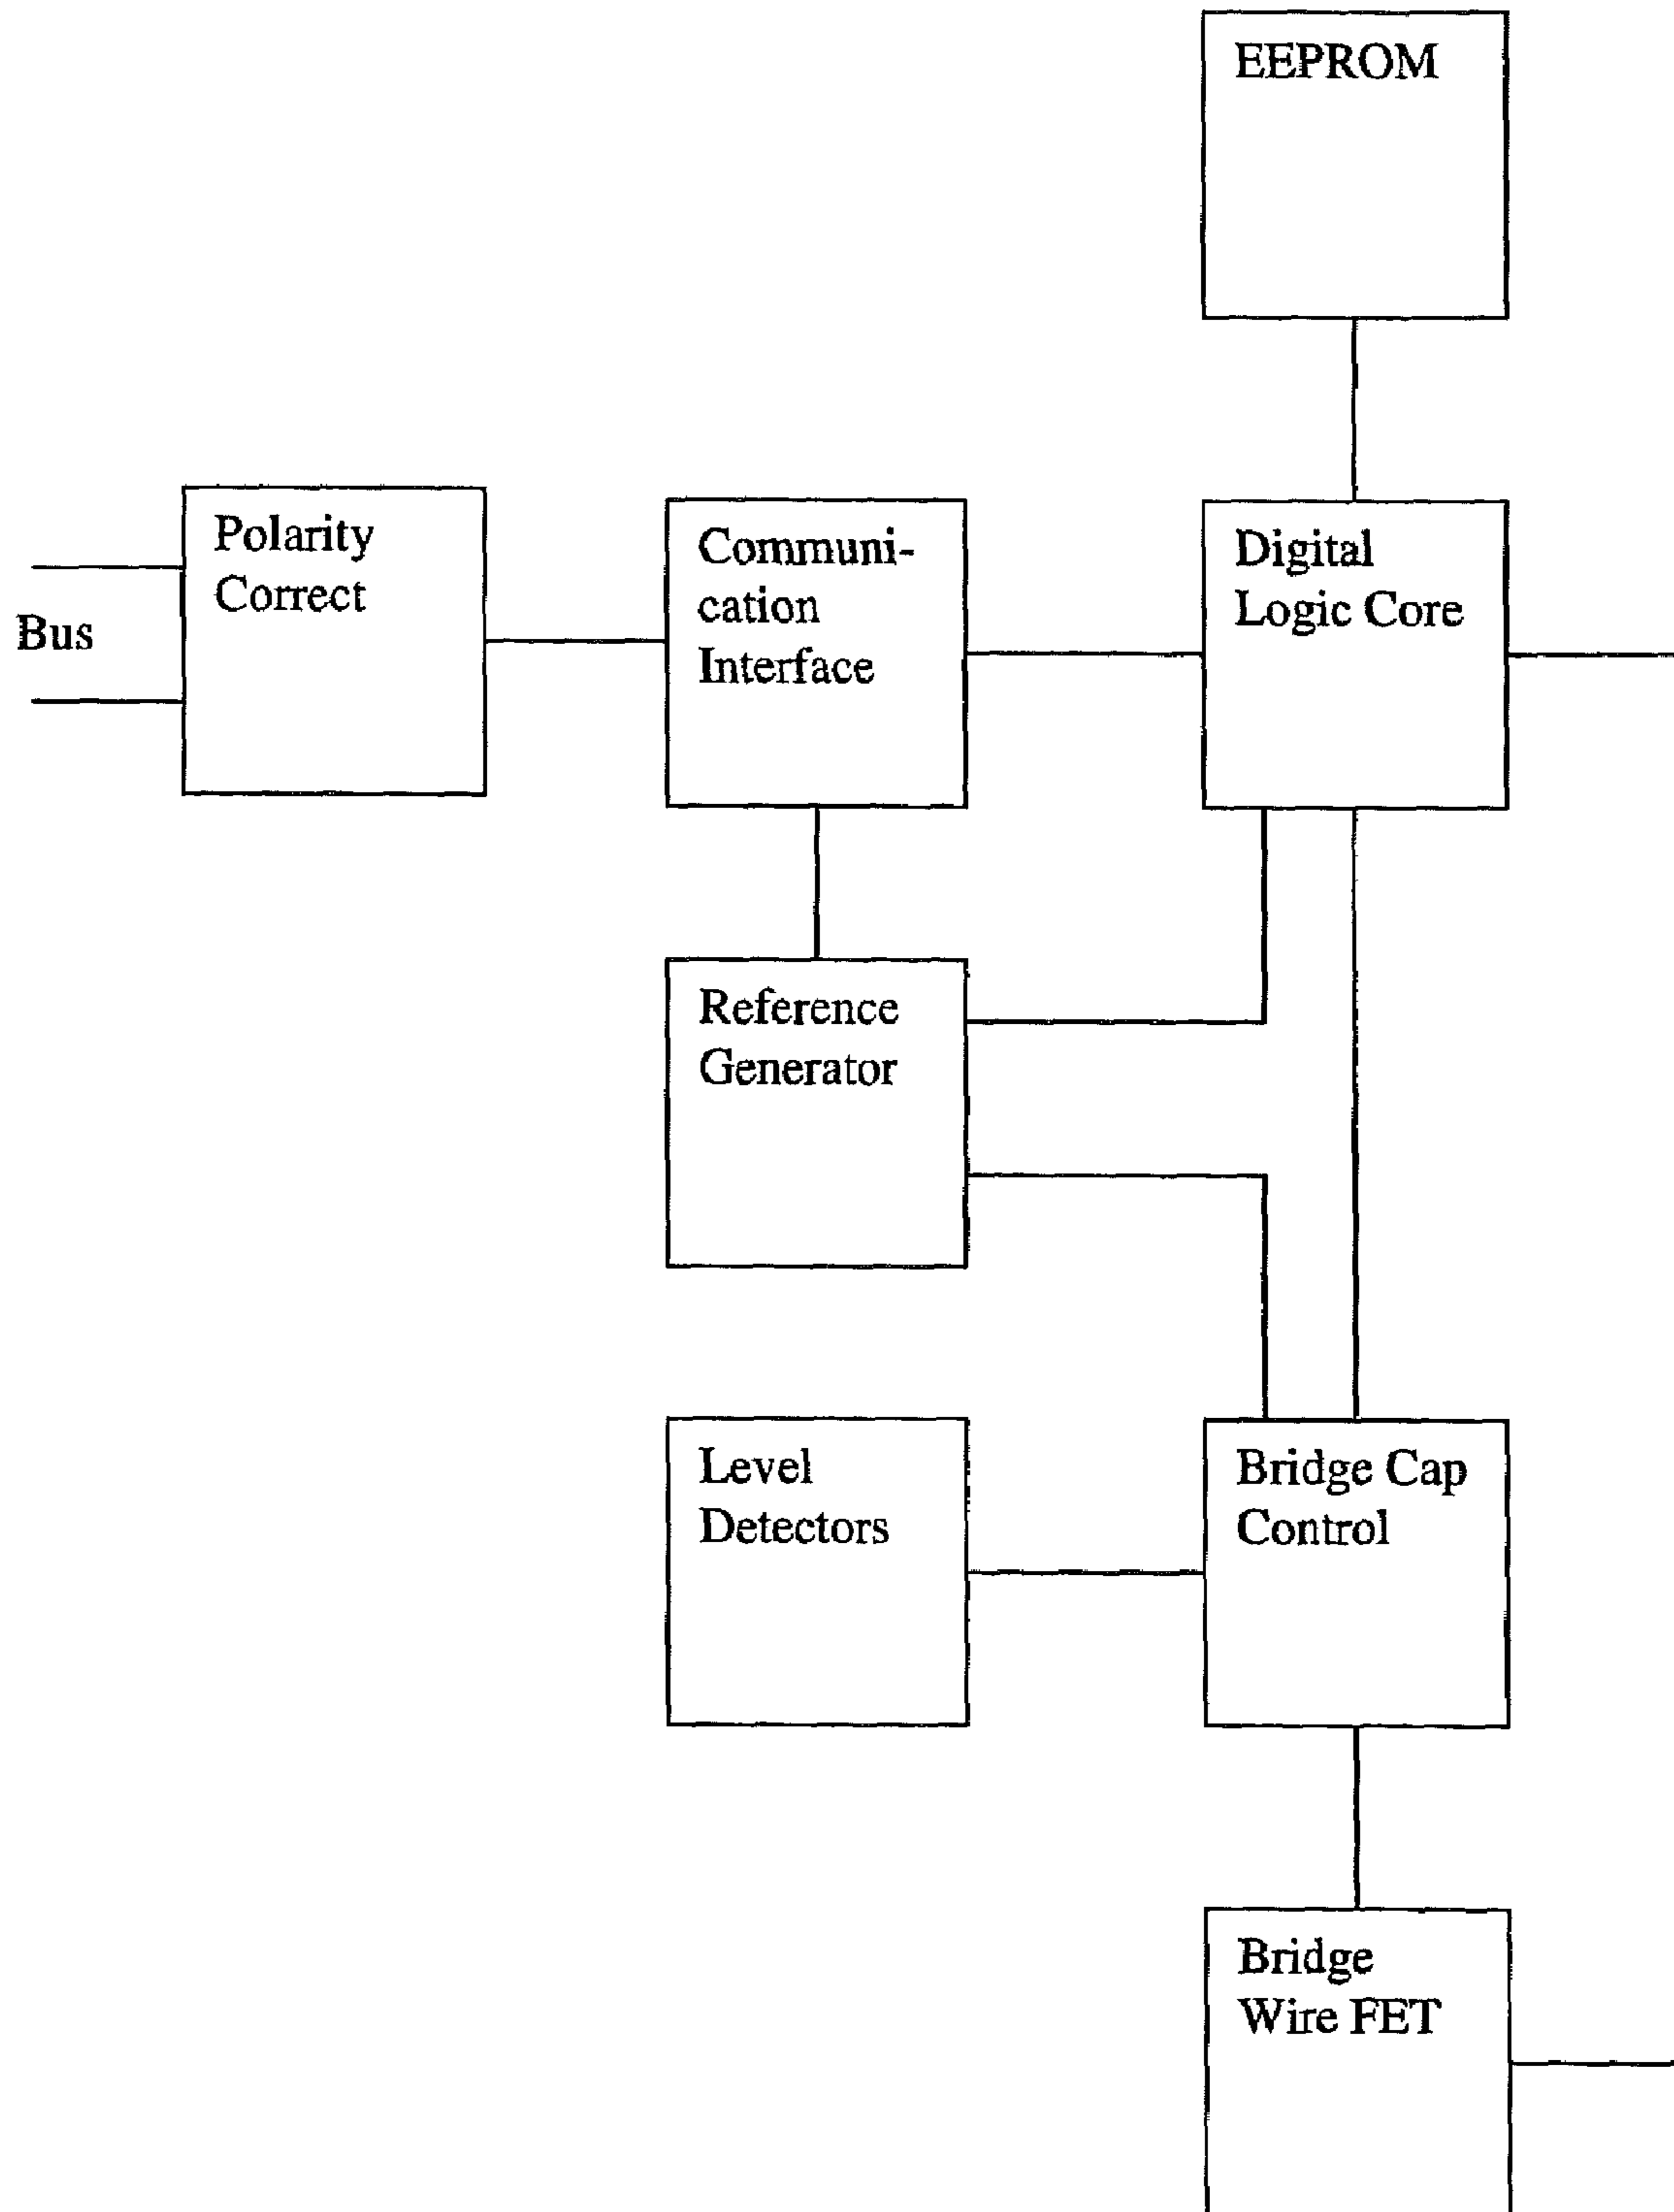 EEPROM
Polarity
Correct
Bus
Communi-
cation
Interface
Digital
Logic Core
Reference
Generator
Level
Detectors
Bridge Cap
Control
Bridge
Wire FET